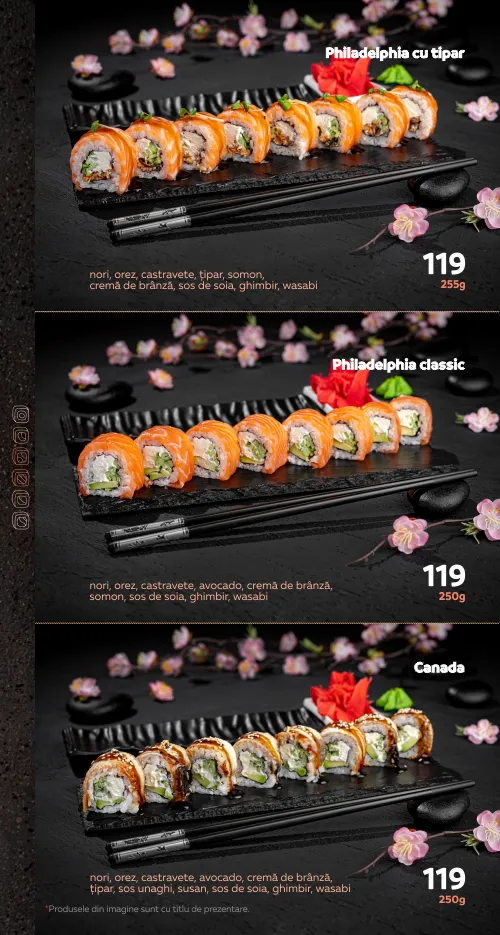 Philadelphia cu tipar
119
nori, orez, castravete, țipar, somon,
cremă de brânză, sos de soia, ghimbir, wasabi
255g
Philadelphia classic
119
nori, orez, castravete, avocado, cremă de brânză,
somon, sos de soia, ghimbir, wasabi
250g
Canada
119
nori, orez, castravete, avocado, cremă de brânză,
țipar, sos unaghi, susan, sos de soia, ghimbir, wasabi
250g
*Produsele din imagine sunt cu titlu de prezentare.